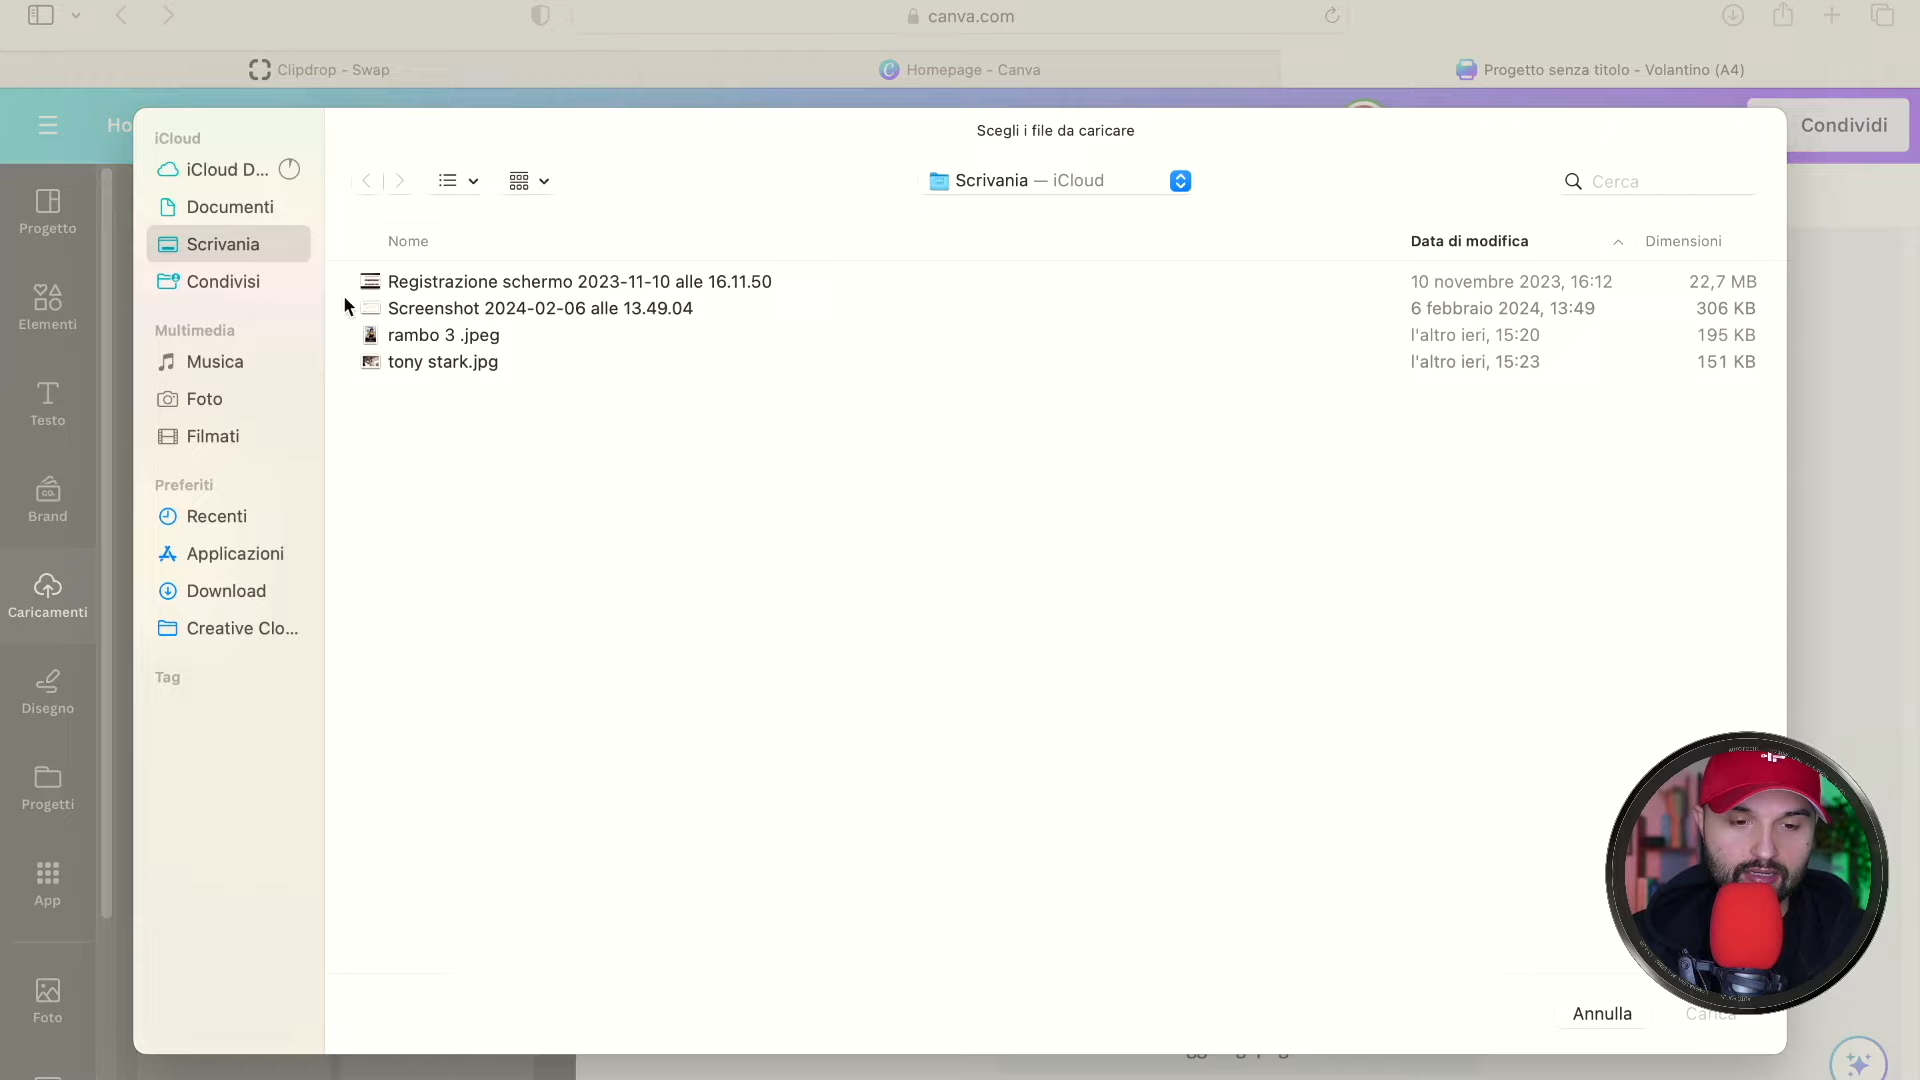 canva.com
Clipdrop - Swap
Homepage - Canva
Progetto senza titolo - Volantino (A4)
Condividi
Scegli i file da caricare
iCloud
iCloud D...
Documenti
Scrivania
Condivisi
Multimedia
Musica
Foto
Filmati
Preferiti
Recenti
Applicazioni
Download
Creative Clo...
Tag
Scrivania — iCloud
Cerca
Nome
Data di modifica
Dimensioni
Registrazione schermo 2023-11-10 alle 16.11.50
10 novembre 2023, 16:12
22,7 MB
Screenshot 2024-02-06 alle 13.49.04
6 febbraio 2024, 13:49
306 KB
rambo 3 .jpeg
l'altro ieri, 15:20
195 KB
tony stark.jpg
l'altro ieri, 15:23
151 KB
Progetto
Elementi
Testo
CO.
Brand
Caricamenti
Disegno
Progetti
App
Foto
Annulla
Carica